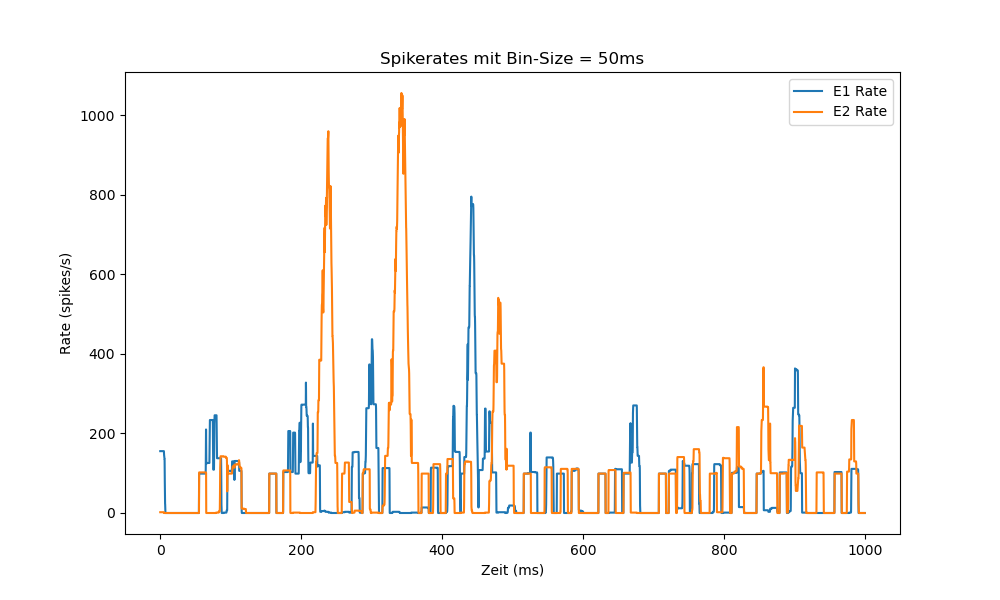 Spikerates mit Bin-Size = 50ms
E1 Rate
E2 Rate
1000
800
600
400
200
0
Rate (spikes/s)
0 200 400 600 800 1000
Zeit (ms)